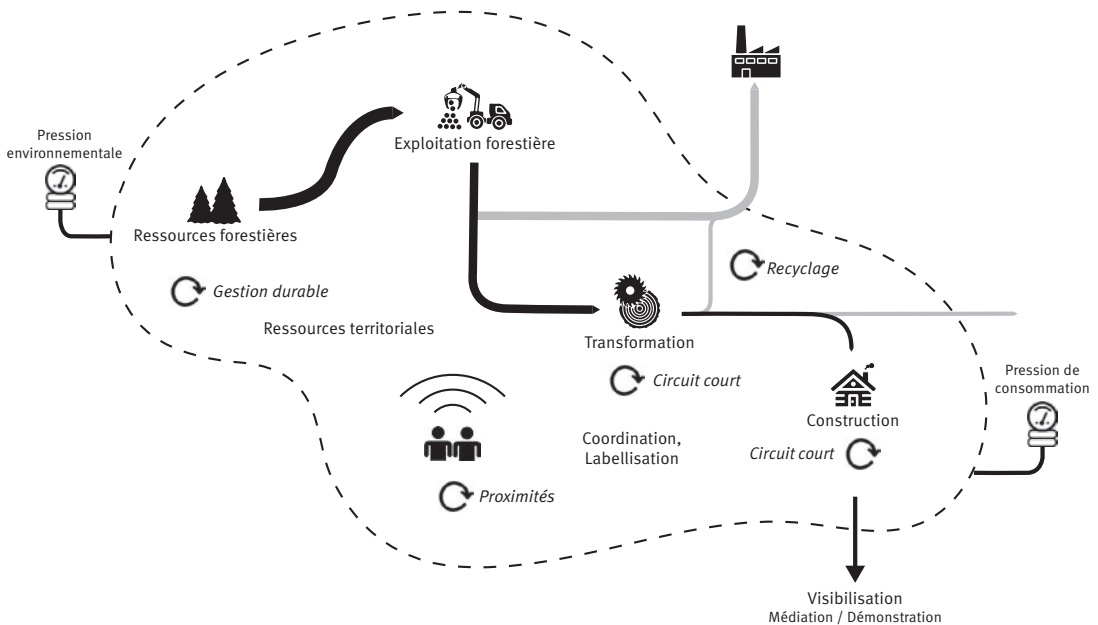 Exploitation forestière
Pression
environnementale
Ressources forestières
Gestion durable
Ressources territoriales
Recyclage
Transformation
Circuit court
Pression de
consommation
Construction
Circuit court
Coordination,
Labellisation
Proximités
Visibilisation
Médiation / Démonstration